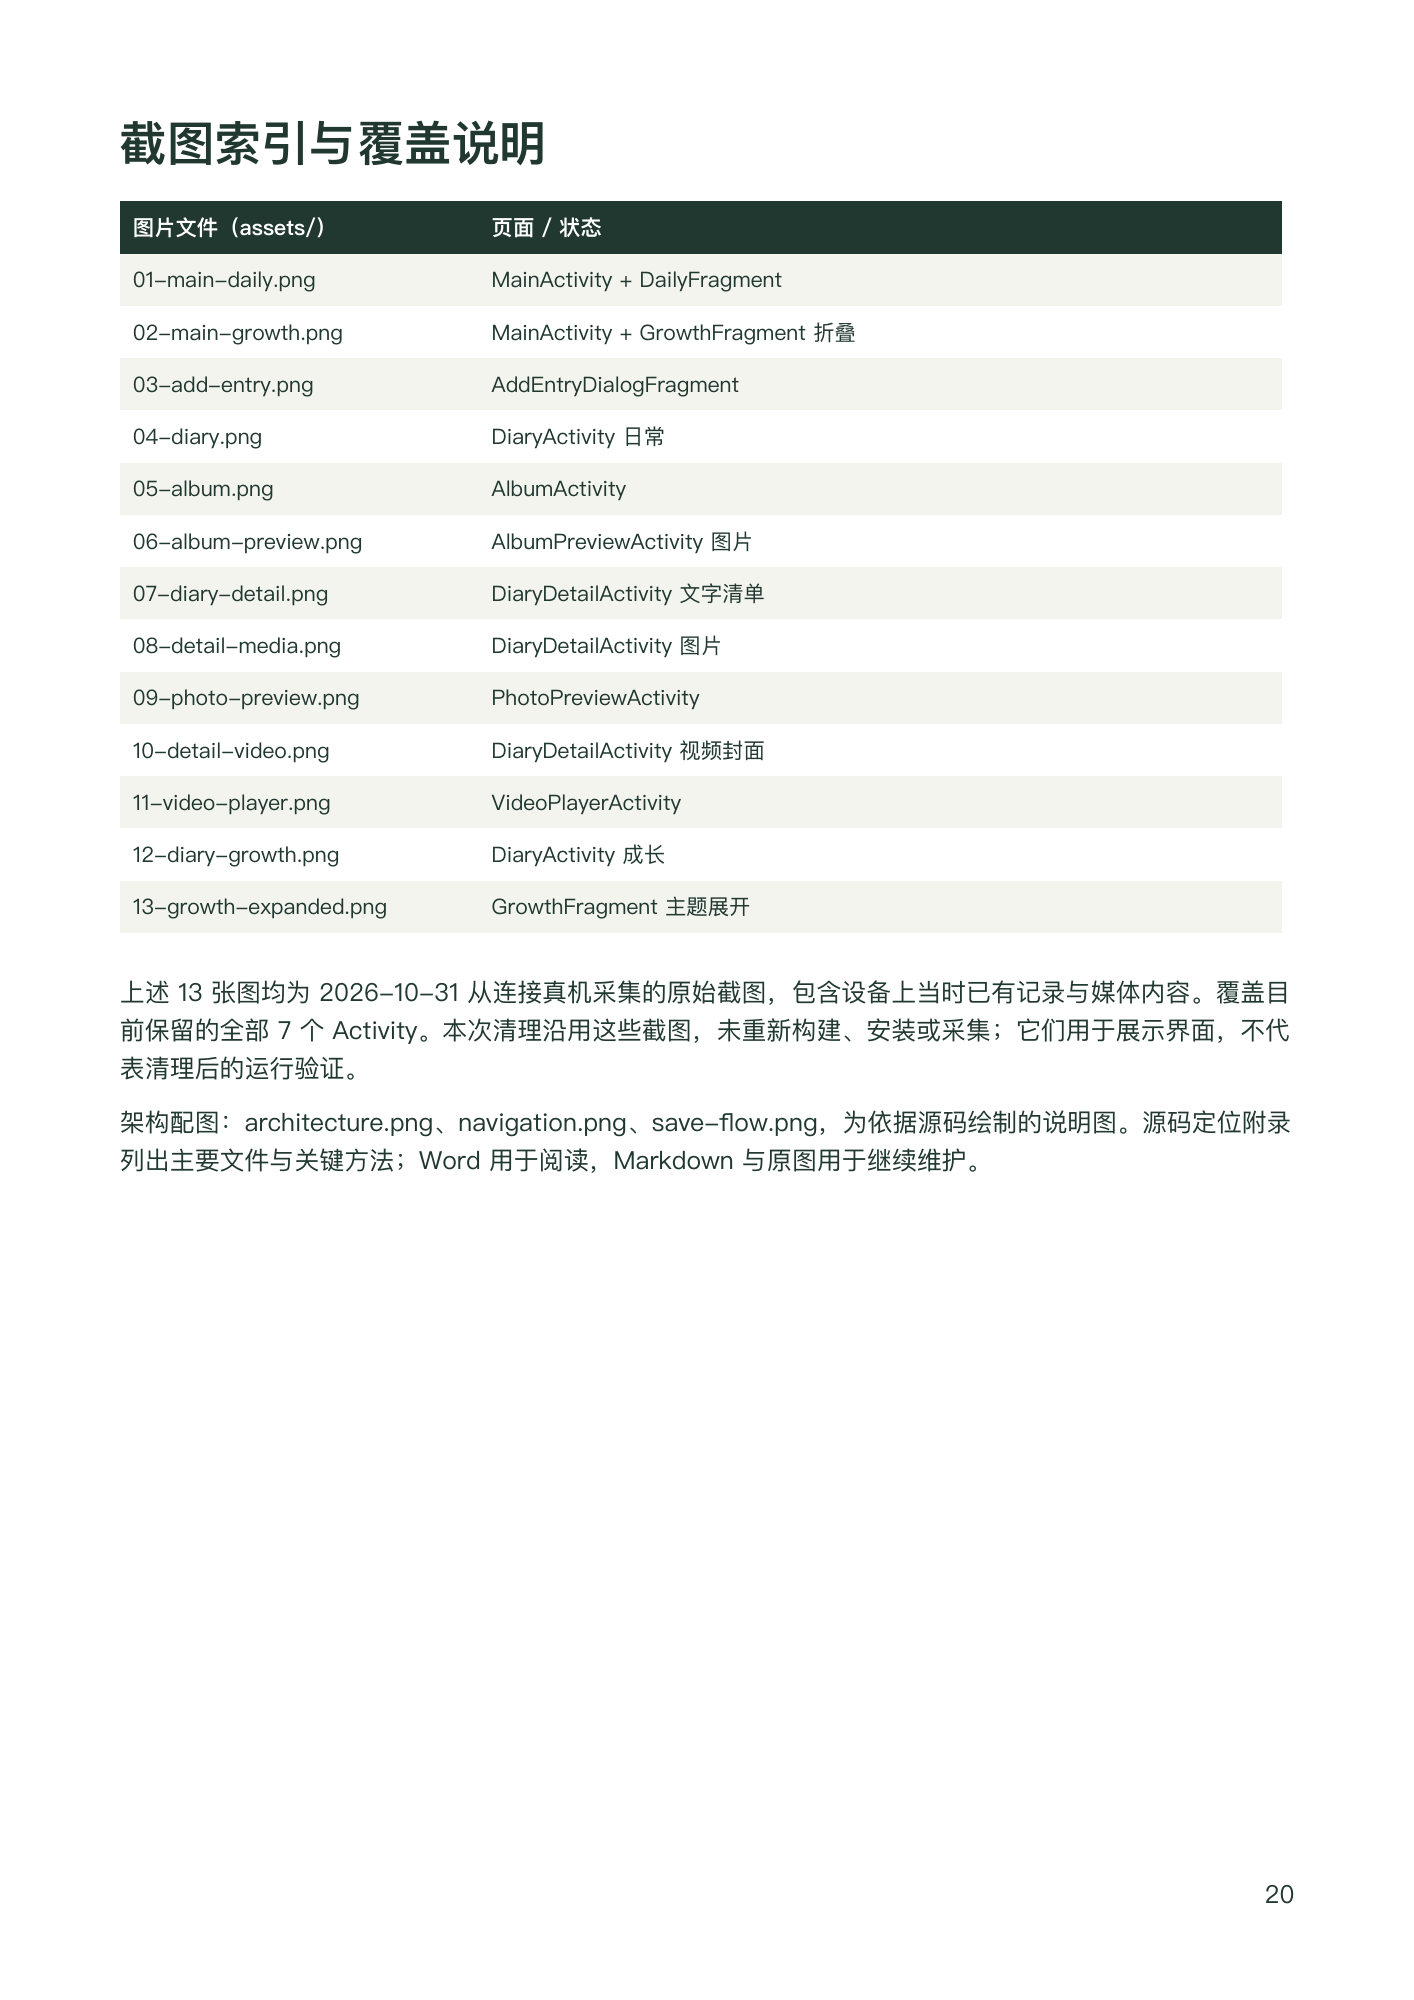 截图索引与覆盖说明
图片文件（assets/） 页面 / 状态
01-main-daily.png MainActivity + DailyFragment
02-main-growth.png MainActivity + GrowthFragment 折叠
03-add-entry.png AddEntryDialogFragment
04-diary.png DiaryActivity 日常
05-album.png AlbumActivity
06-album-preview.png AlbumPreviewActivity 图片
07-diary-detail.png DiaryDetailActivity 文字清单
08-detail-media.png DiaryDetailActivity 图片
09-photo-preview.png PhotoPreviewActivity
10-detail-video.png DiaryDetailActivity 视频封面
11-video-player.png VideoPlayerActivity
12-diary-growth.png DiaryActivity 成长
13-growth-expanded.png GrowthFragment 主题展开
上述 13 张图均为 2026-10-31 从连接真机采集的原始截图，包含设备上当时已有记录与媒体内容。覆盖目
前保留的全部 7 个 Activity。本次清理沿用这些截图，未重新构建、安装或采集；它们用于展示界面，不代
表清理后的运行验证。
架构配图：architecture.png、navigation.png、save-flow.png，为依据源码绘制的说明图。源码定位附录
列出主要文件与关键方法；Word 用于阅读，Markdown 与原图用于继续维护。
20